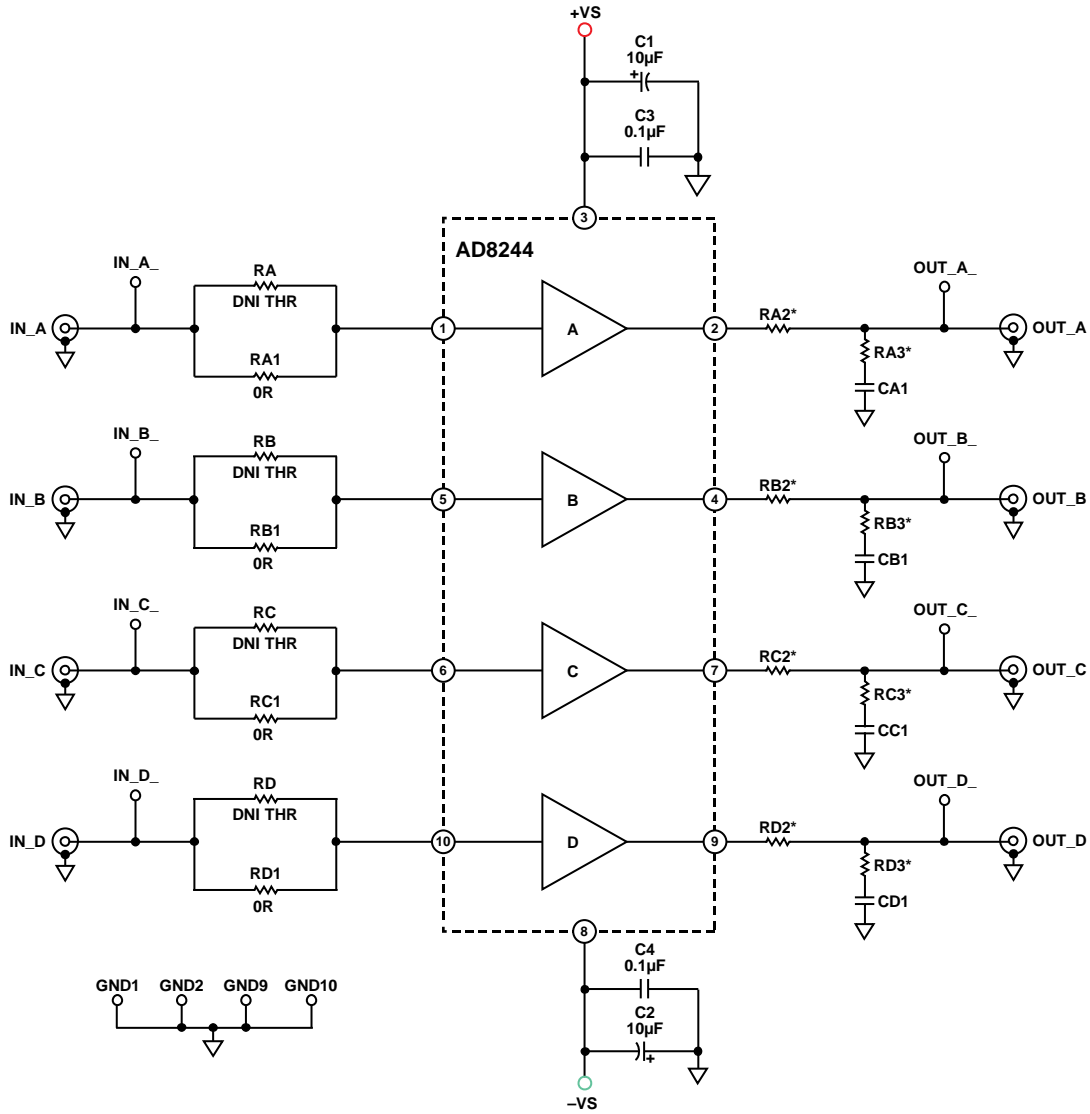 +VS
C1
10µF
+
C3
0.1µF
3
AD8244
IN_A_
RA
DNI THR
OUT_A_
IN_A
1
A
2
RA2*
OUT_A
RA1
0R
RA3*
CA1
IN_B_
RB
DNI THR
OUT_B_
IN_B
5
B
4
RB2*
OUT_B
RB1
0R
RB3*
CB1
IN_C_
RC
DNI THR
OUT_C_
IN_C
6
C
7
RC2*
OUT_C
RC1
0R
RC3*
CC1
IN_D_
RD
DNI THR
OUT_D_
IN_D
10
D
9
RD2*
OUT_D
RD1
0R
RD3*
CD1
8
C4
0.1µF
GND1 GND2 GND9 GND10
C2
10µF
+
–VS